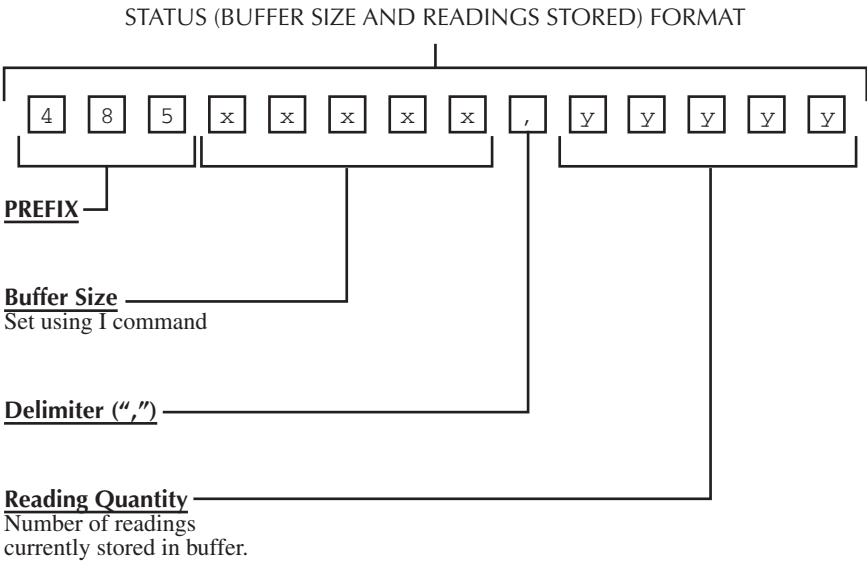 STATUS (BUFFER SIZE AND READINGS STORED) FORMAT
4 8 5 x x x x x , y y y y y
PREFIX
Buffer Size
Set using I command
Delimiter (“,”)
Reading Quantity
Number of readings
currently stored in buffer.